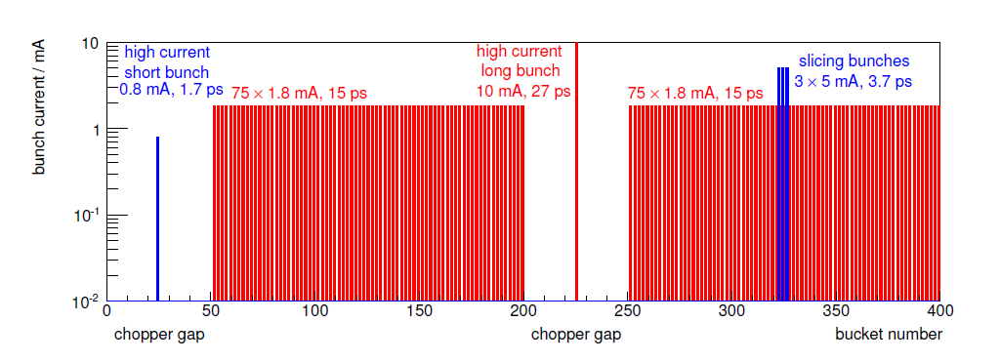 bunch current / mA
10
1
10-1
10-2
high current
short bunch
0.8 mA, 1.7 ps
75 × 1.8 mA, 15 ps
high current
long bunch
10 mA, 27 ps
75 × 1.8 mA, 15 ps
slicing bunches
3 × 5 mA, 3.7 ps
0 50 100 150 200 250 300 350 400
chopper gap chopper gap bucket number